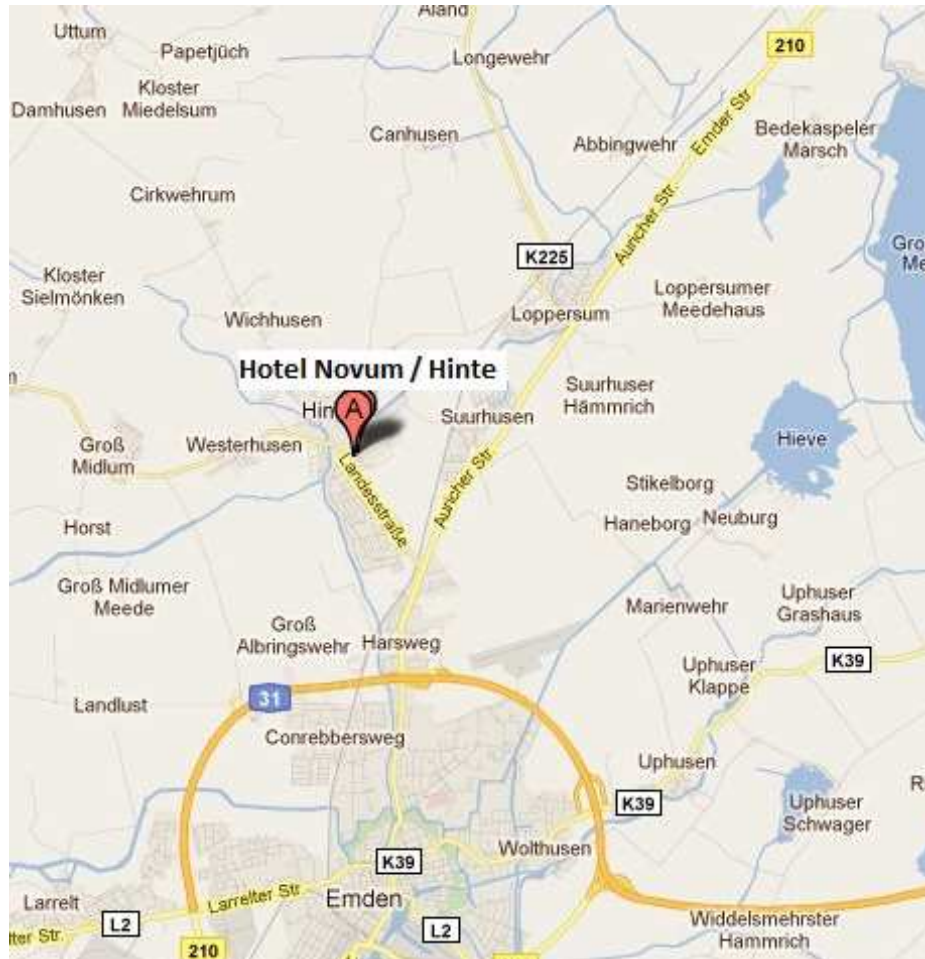 Aland
Uttum
Papetjüch
Longewehr
210
Kloster
Miedelsum
Damhusen
Canhusen
Abbingwehr
Emder Str.
Bedekaspeler
Marsch
Cirkwehrum
Auricher Str.
K225
Kloster
Sielmönken
Loppersumer
Meedehaus
Wichhusen
Loppersum
Hotel Novum / Hinte
A
Suurhuser
Hämmrich
Suurhusen
Groß
Midlum
Westerhusen
Hieve
Landesstraße
Auricher Str.
Stikelborg
Haneborg
Neuburg
Horst
Groß Midlumer
Meede
Uphuser
Grashaus
Marienwehr
Groß
Albringswehr
Harsweg
K39
Uphuser
Klappe
31
Landlust
Conrebbersweg
Uphusen
K39
Uphuser
Schwager
Wolthusen
K39
Larrelter Str.
Emden
Larrelt
L2
L2
Widdelsmehrster
Hammrich
210
210